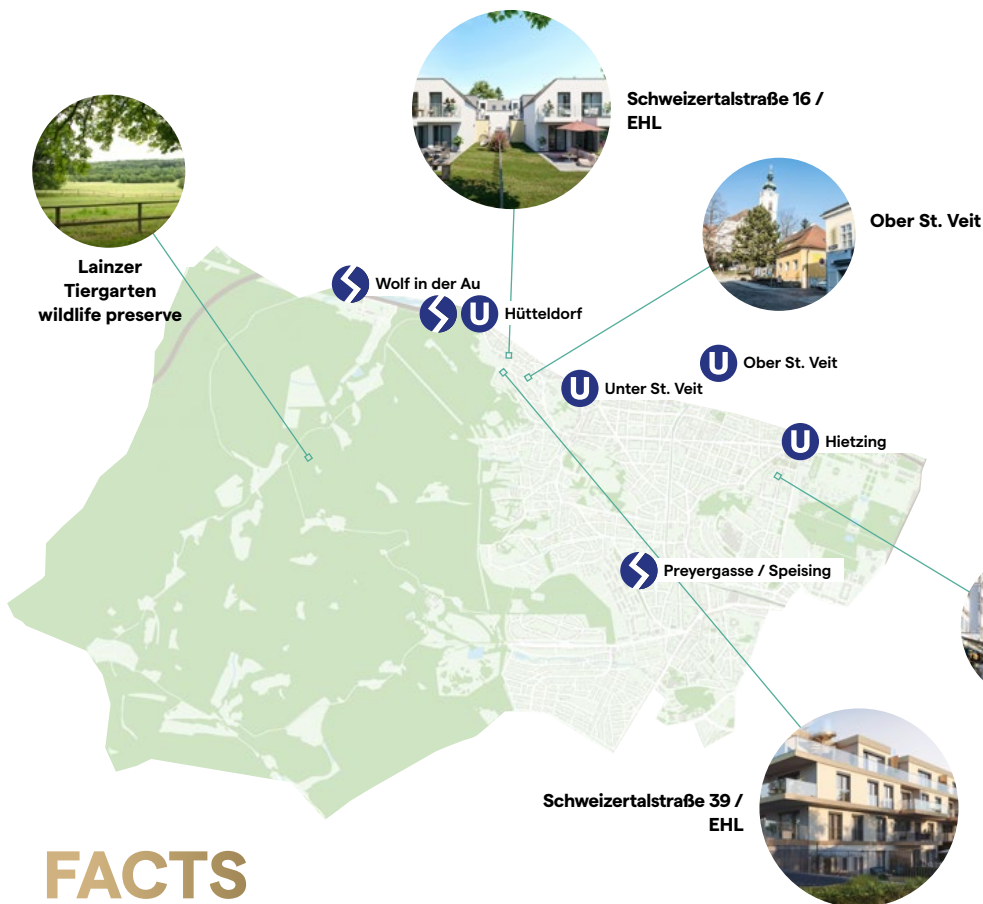 Schweizertalstraße 16 /
EHL
Ober St. Veit
Lainzer
Tiergarten
wildlife preserve
Wolf in der Au
U
Hütteldorf
U
Ober St. Veit
U
Unter St. Veit
U
Hietzing
Preyergasse / Speising
Schweizertalstraße 39 /
EHL
FACTS